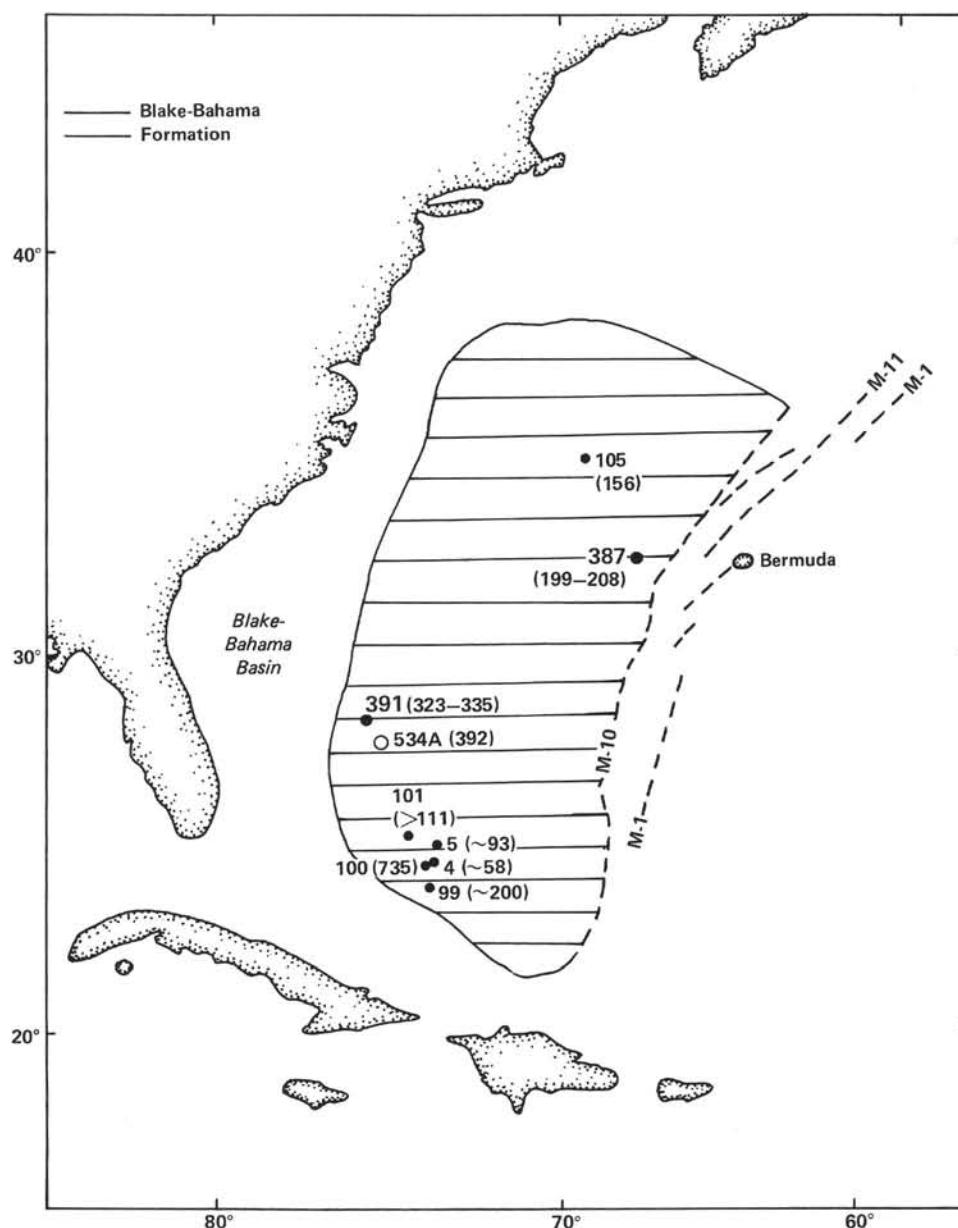 Blake-Bahama
Formation
40°
M-11
M-1
105
(156)
387
(199–208)
Bermuda
Blake-
Bahama
Basin
30°
391 (323–335)
534A (392)
M-10
101
(>111)
5 (~93)
100 (735)
4 (~58)
M-1
99 (~200)
20°
80°
70°
60°